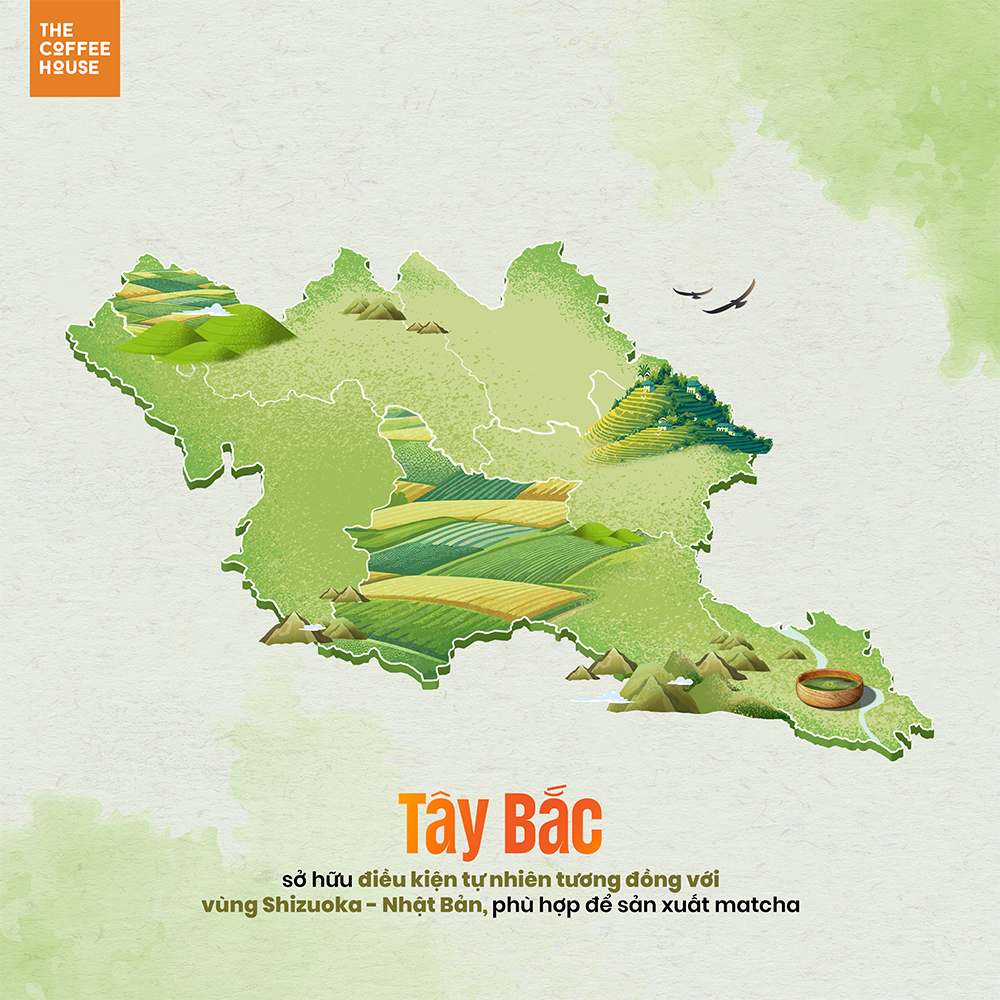 THE
COFFEE
HOUSE
Tây Bắc
sở hữu điều kiện tự nhiên tương đồng với
vùng Shizuoka - Nhật Bản, phù hợp để sản xuất matcha